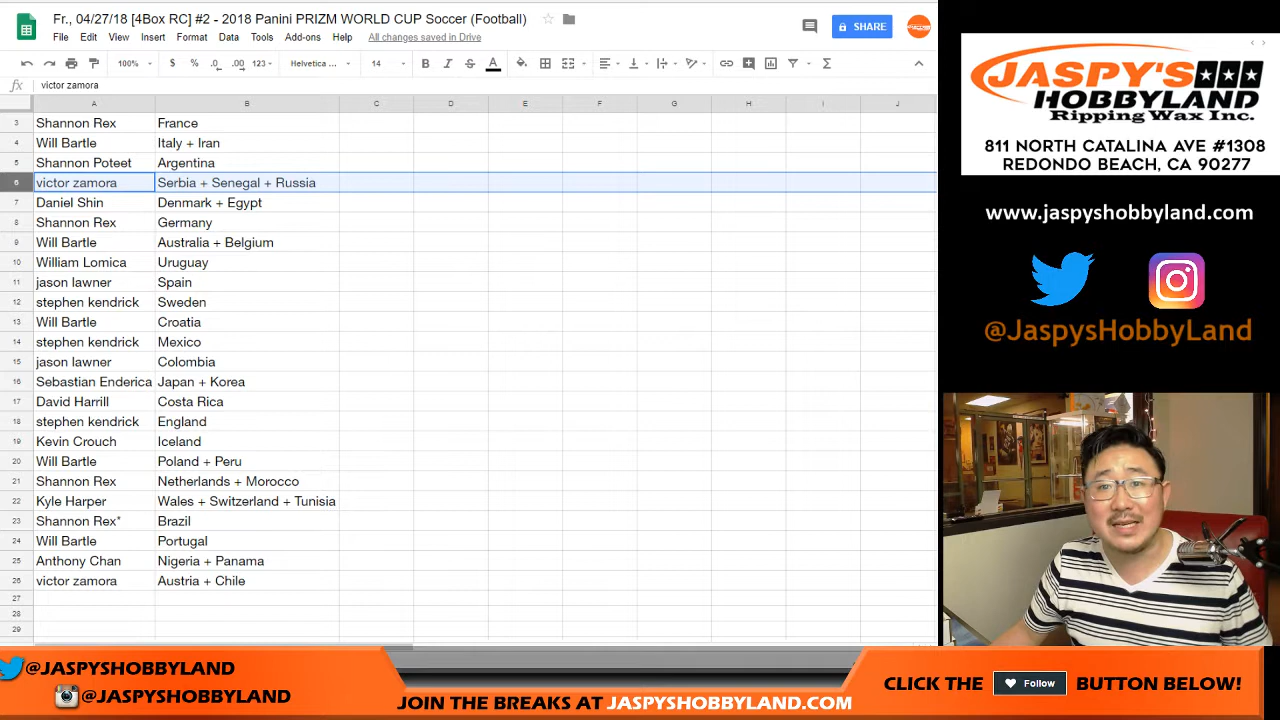 Fr., 04/27/18 [4Box RC] #2 - 2018 Panini PRIZM WORLD CUP Soccer (Football)
File Edit View Insert Format Data Tools Add-ons Help All changes saved in Drive
SHARE
100% $ % .0 .00 123 Helvetica ... 14 B I S A
fx victor zamora
A B C D E F G H I J
3 Shannon Rex France
4 Will Bartle Italy + Iran
5 Shannon Poteet Argentina
6 victor zamora Serbia + Senegal + Russia
7 Daniel Shin Denmark + Egypt
8 Shannon Rex Germany
9 Will Bartle Australia + Belgium
10 William Lomica Uruguay
11 jason lawner Spain
12 stephen kendrick Sweden
13 Will Bartle Croatia
14 stephen kendrick Mexico
15 jason lawner Colombia
16 Sebastian Enderica Japan + Korea
17 David Harrill Costa Rica
18 stephen kendrick England
19 Kevin Crouch Iceland
20 Will Bartle Poland + Peru
21 Shannon Rex Netherlands + Morocco
22 Kyle Harper Wales + Switzerland + Tunisia
23 Shannon Rex* Brazil
24 Will Bartle Portugal
25 Anthony Chan Nigeria + Panama
26 victor zamora Austria + Chile
27
28
29
JASPY'S
HOBBYLAND
Ripping Wax Inc.
811 NORTH CATALINA AVE #1308
REDONDO BEACH, CA 90277
www.jaspyshobbyland.com
@JaspysHobbyLand
@JASPYSHOBBYLAND
@JASPYSHOBBYLAND
JOIN THE BREAKS AT JASPYSHOBBYLAND.COM
CLICK THE Follow BUTTON BELOW!